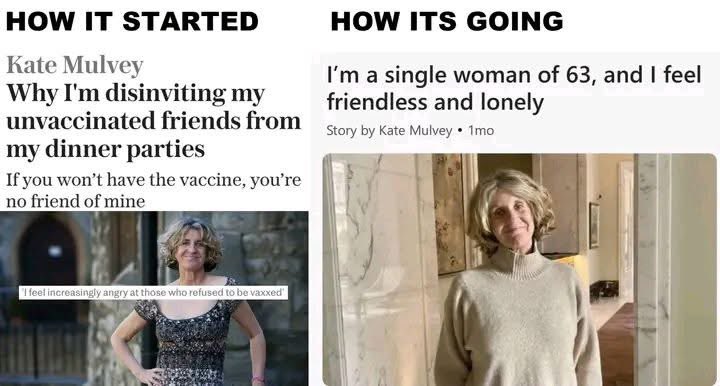 HOW IT STARTED
Kate Mulvey
Why I'm disinviting my
unvaccinated friends from
my dinner parties
If you won't have the vaccine, you're
no friend of mine
'I feel increasingly angry at those who refused to be vaxxed'
HOW ITS GOING
I'm a single woman of 63, and I feel
friendless and lonely
Story by Kate Mulvey • 1mo